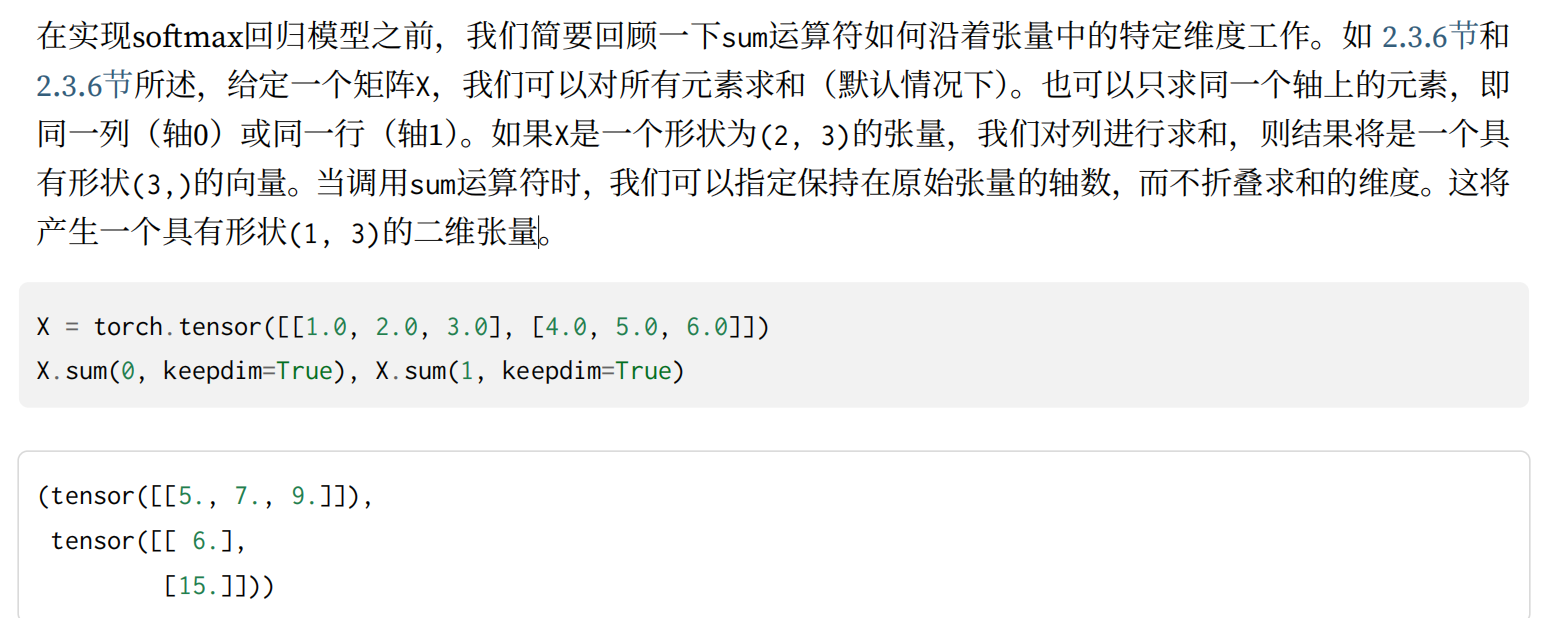 在实现softmax回归模型之前，我们简要回顾一下sum运算符如何沿着张量中的特定维度工作。如 2.3.6节和
2.3.6节所述，给定一个矩阵X，我们可以对所有元素求和（默认情况下）。也可以只求同一个轴上的元素，即
同一列（轴0）或同一行（轴1）。如果X是一个形状为(2, 3)的张量，我们对列进行求和，则结果将是一个具
有形状(3,)的向量。当调用sum运算符时，我们可以指定保持在原始张量的轴数，而不折叠求和的维度。这将
产生一个具有形状(1, 3)的二维张量。
X = torch.tensor([[1.0, 2.0, 3.0], [4.0, 5.0, 6.0]])
X.sum(0, keepdim=True), X.sum(1, keepdim=True)
(tensor([[5., 7., 9.]]),
 tensor([[ 6.],
         [15.]]))